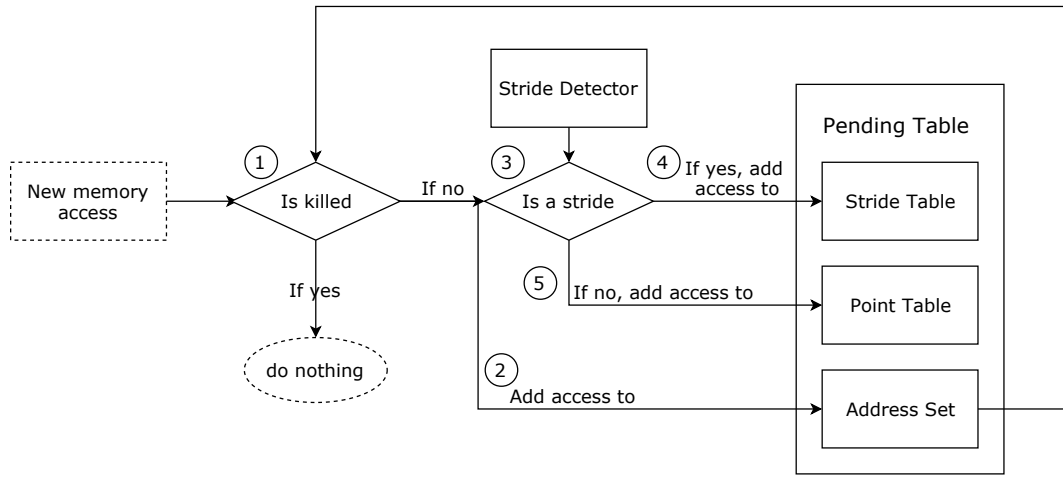 Stride Detector
Pending Table
1
3
4
If yes, add
access to
New memory
access
Is killed
If no
Is a stride
Stride Table
If yes
5
If no, add access to
Point Table
do nothing
2
Add access to
Address Set